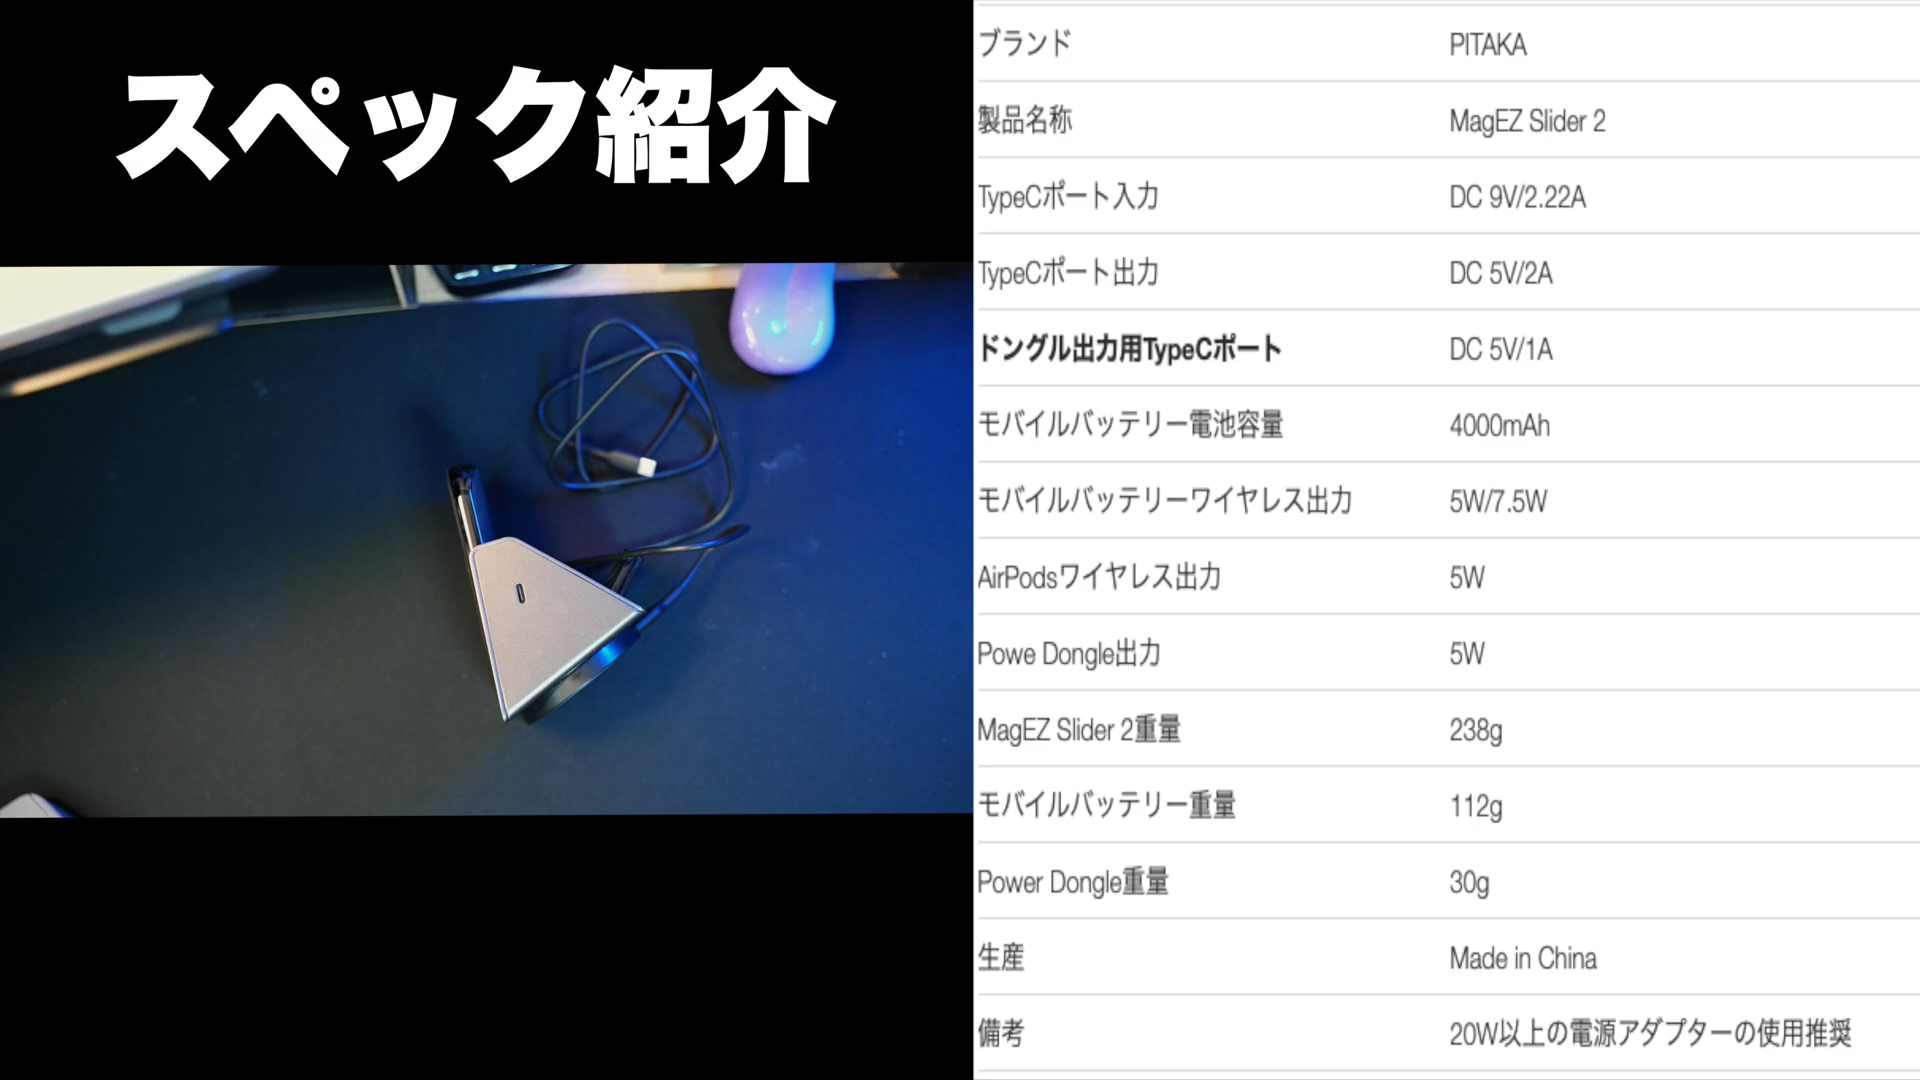 スペック紹介
ブランド PITAKA
製品名称 MagEZ Slider 2
TypeCポート入力 DC 9V/2.22A
TypeCポート出力 DC 5V/2A
ドングル出力用TypeCポート DC 5V/1A
モバイルバッテリー電池容量 4000mAh
モバイルバッテリーワイヤレス出力 5W/7.5W
AirPodsワイヤレス出力 5W
Powe Dongle出力 5W
MagEZ Slider 2重量 238g
モバイルバッテリー重量 112g
Power Dongle重量 30g
生産 Made in China
備考 20W以上の電源アダプターの使用推奨